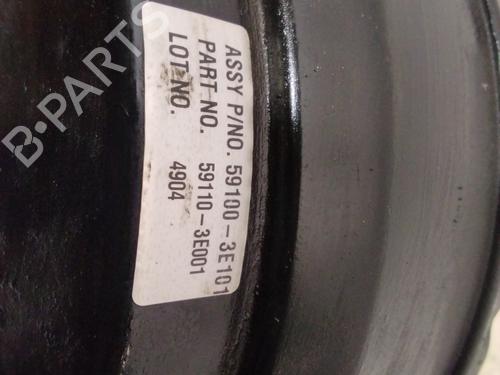 ASSY P/NO. 59100-3E101
PART NO. 59110-3E001
LOT NO. 4904
B-PARTS